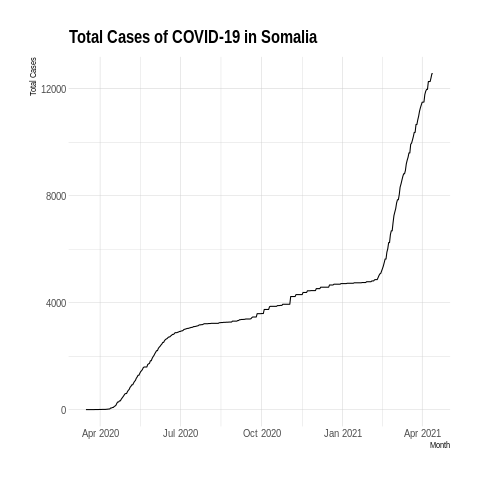 Total Cases of COVID-19 in Somalia
Total Cases
12000
8000
4000
0
Apr 2020 Jul 2020 Oct 2020 Jan 2021 Apr 2021
Month